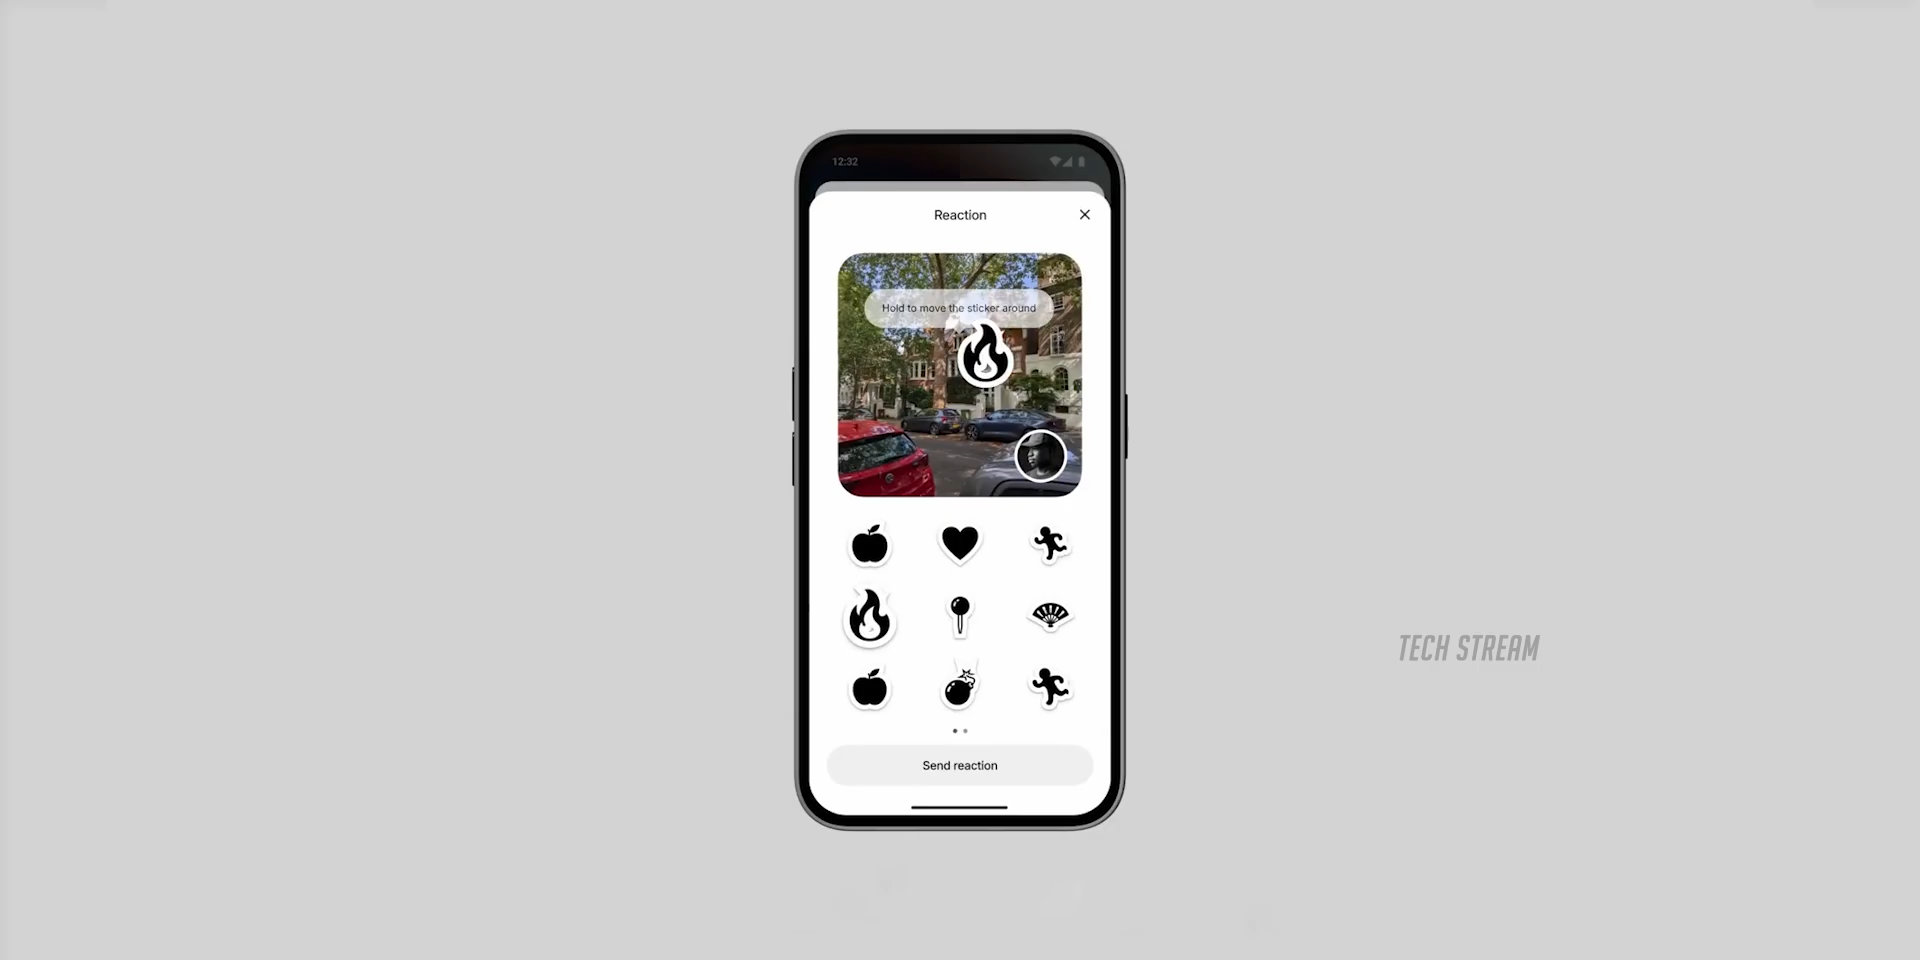 12:32
Reaction
Hold to move the sticker around
Send reaction
TECH STREAM